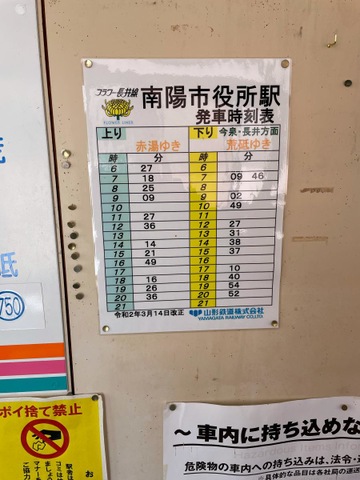 フラワー長井線
FLOWER LINER
南陽市役所駅
発車時刻表
上り 赤湯ゆき 下り 今泉・長井方面 荒砥ゆき
時 分 時 分
6 27 6
7 18 7 09 46
8 25 8
9 09 9 02
10 10 49
11 27 11
12 36 12 27
13 13 31
14 14 14 38
15 21 15 37
16 49 16
17 17 10
18 16 18 40
19 26 19 54
20 36 20 52
21 21
令和2年3月14日改正 山形鉄道株式会社
YAMAGATA RAILWAY CO.,LTD.
砥
750
ポイ捨て禁止
～車内に持ち込めな
危険物の車内への持ち込みは、法令・